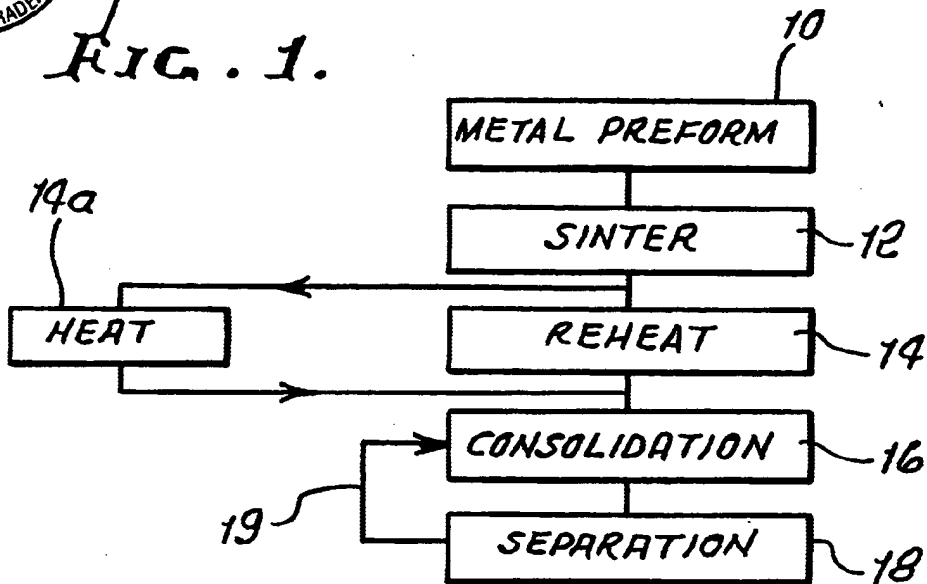 FIG. 1.
10
METAL PREFORM
14a
SINTER
12
HEAT
REHEAT
14
CONSOLIDATION
16
19
SEPARATION
18